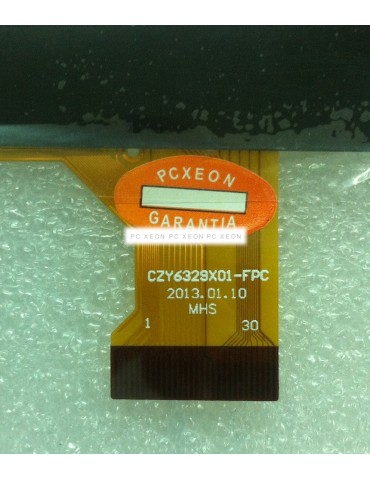 PCXEON
GARANTIA
PC XEON PC XEON PC XEON
CZY6329X01-FPC
2013.01.10
MHS
1 30